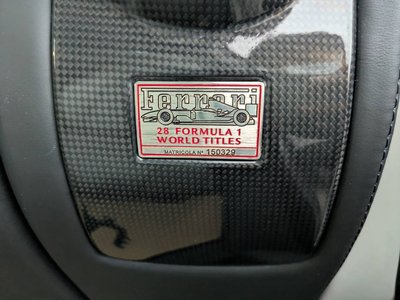 Ferrari
28 FORMULA 1
WORLD TITLES
MATRICOLA N° 150329